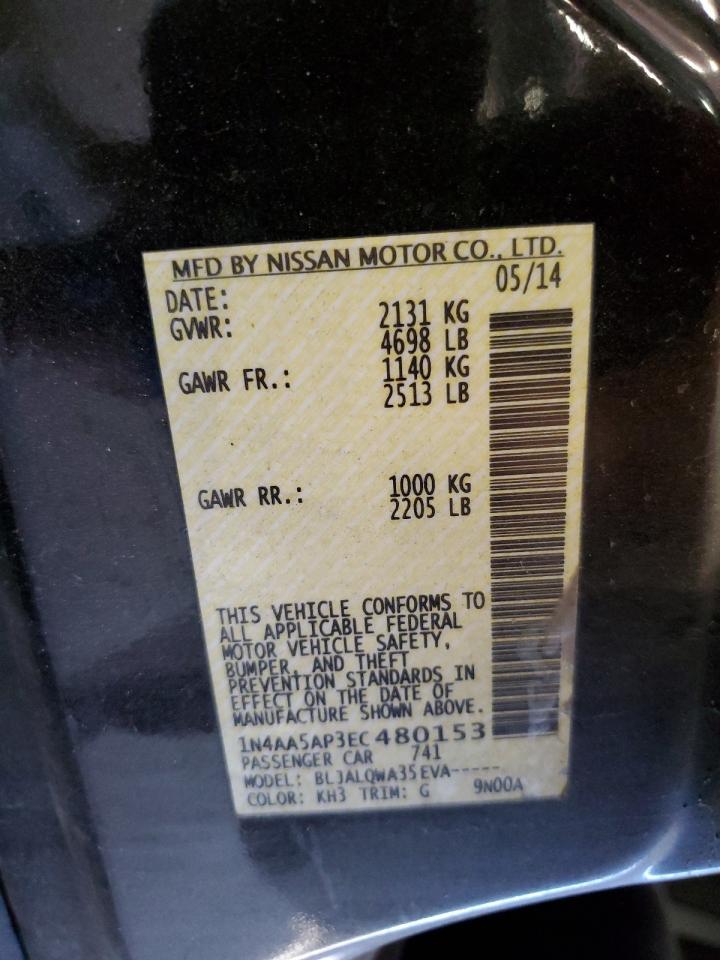 MFD BY NISSAN MOTOR CO., LTD.
DATE: 05/14
GVWR: 2131 KG
4698 LB
GAWR FR.: 1140 KG
2513 LB
GAWR RR.: 1000 KG
2205 LB
THIS VEHICLE CONFORMS TO
ALL APPLICABLE FEDERAL
MOTOR VEHICLE SAFETY,
BUMPER, AND THEFT
PREVENTION STANDARDS IN
EFFECT ON THE DATE OF
MANUFACTURE SHOWN ABOVE.
1N4AA5AP3EC480153
PASSENGER CAR 741
MODEL: BLJALQWA35EVA-----
COLOR: KH3 TRIM: G 9N00A